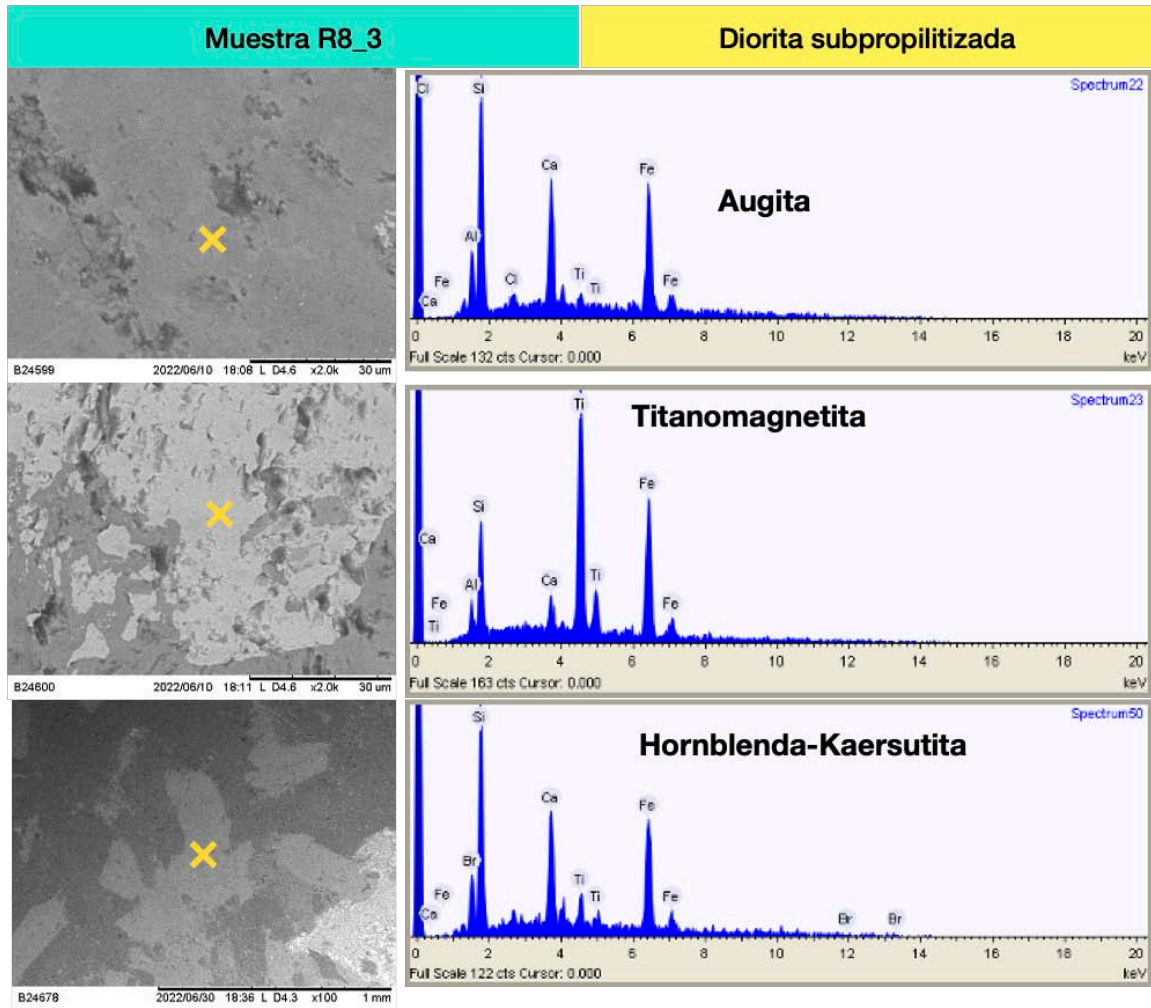 Muestra R8_3
Diorita subpropilitizada
B24599 2022/06/10 18:08 L D4.6 x2.0k 30 um
Spectrum22
Augita
Cl
Si
Ca
Fe
Al
Fe
Ca
Cl
Ti
Ti
Fe
0 2 4 6 8 10 12 14 16 18 20
Full Scale 132 cts Cursor: 0.000 keV
B24600 2022/06/10 18:11 L D4.6 x2.0k 30 um
Spectrum23
Titanomagnetita
Ti
Fe
Si
Ca
Al
Ca
Ti
Fe
Fe
Ti
0 2 4 6 8 10 12 14 16 18 20
Full Scale 163 cts Cursor: 0.000 keV
B24678 2022/06/30 18:36 L D4.3 x100 1 mm
Spectrum50
Hornblenda-Kaersutita
Si
Ca
Fe
Br
Fe
Ca
Ti
Ti
Fe
Br
Br
0 2 4 6 8 10 12 14 16 18 20
Full Scale 122 cts Cursor: 0.000 keV